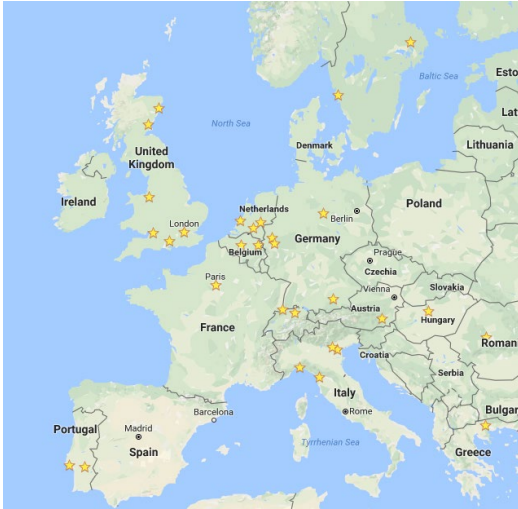 Baltic Sea
Esto
North Sea
Lat
Denmark
Lithuania
United
Kingdom
Ireland
Netherlands
Poland
London
Berlin
Germany
Belgium
Prague
Paris
Czechia
Vienna
Slovakia
Austria
Hungary
France
Croatia
Roman
Serbia
Italy
Bulgar
Barcelona
Rome
Portugal
Madrid
Spain
Tyrrhenian Sea
Greece